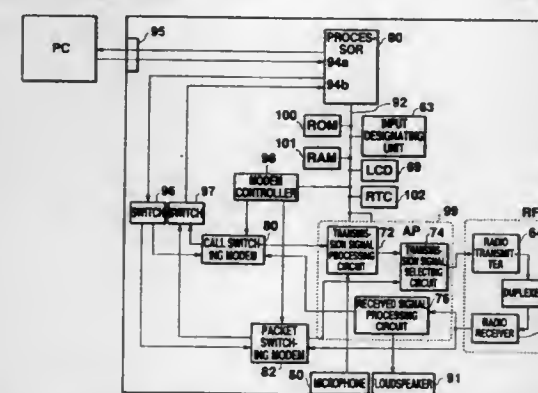 95
PC
PROCES-
SOR
94a
94b
92
100
ROM
INPUT
DESIGNATING
UNIT
63
101
RAM
LCD
69
MODEM
CONTROLLER
RTC
102
96
97
SWITCH
SWITCH
CALL SWITCH-
ING MODEM
80
AP
99
TRANSMIS-
SION SIGNAL
PROCESSING
CIRCUIT
72
74
TRANSMIS-
SION SIGNAL
SELECTING
CIRCUIT
RF
RADIO
TRANSMIT-
TER
DUPLEXER
RADIO
RECEIVER
RECEIVED SIGNAL
PROCESSING
CIRCUIT
76
PACKET
SWITCH-
ING MODEM
82
MICROPHONE
LOUDSPEAKER
91